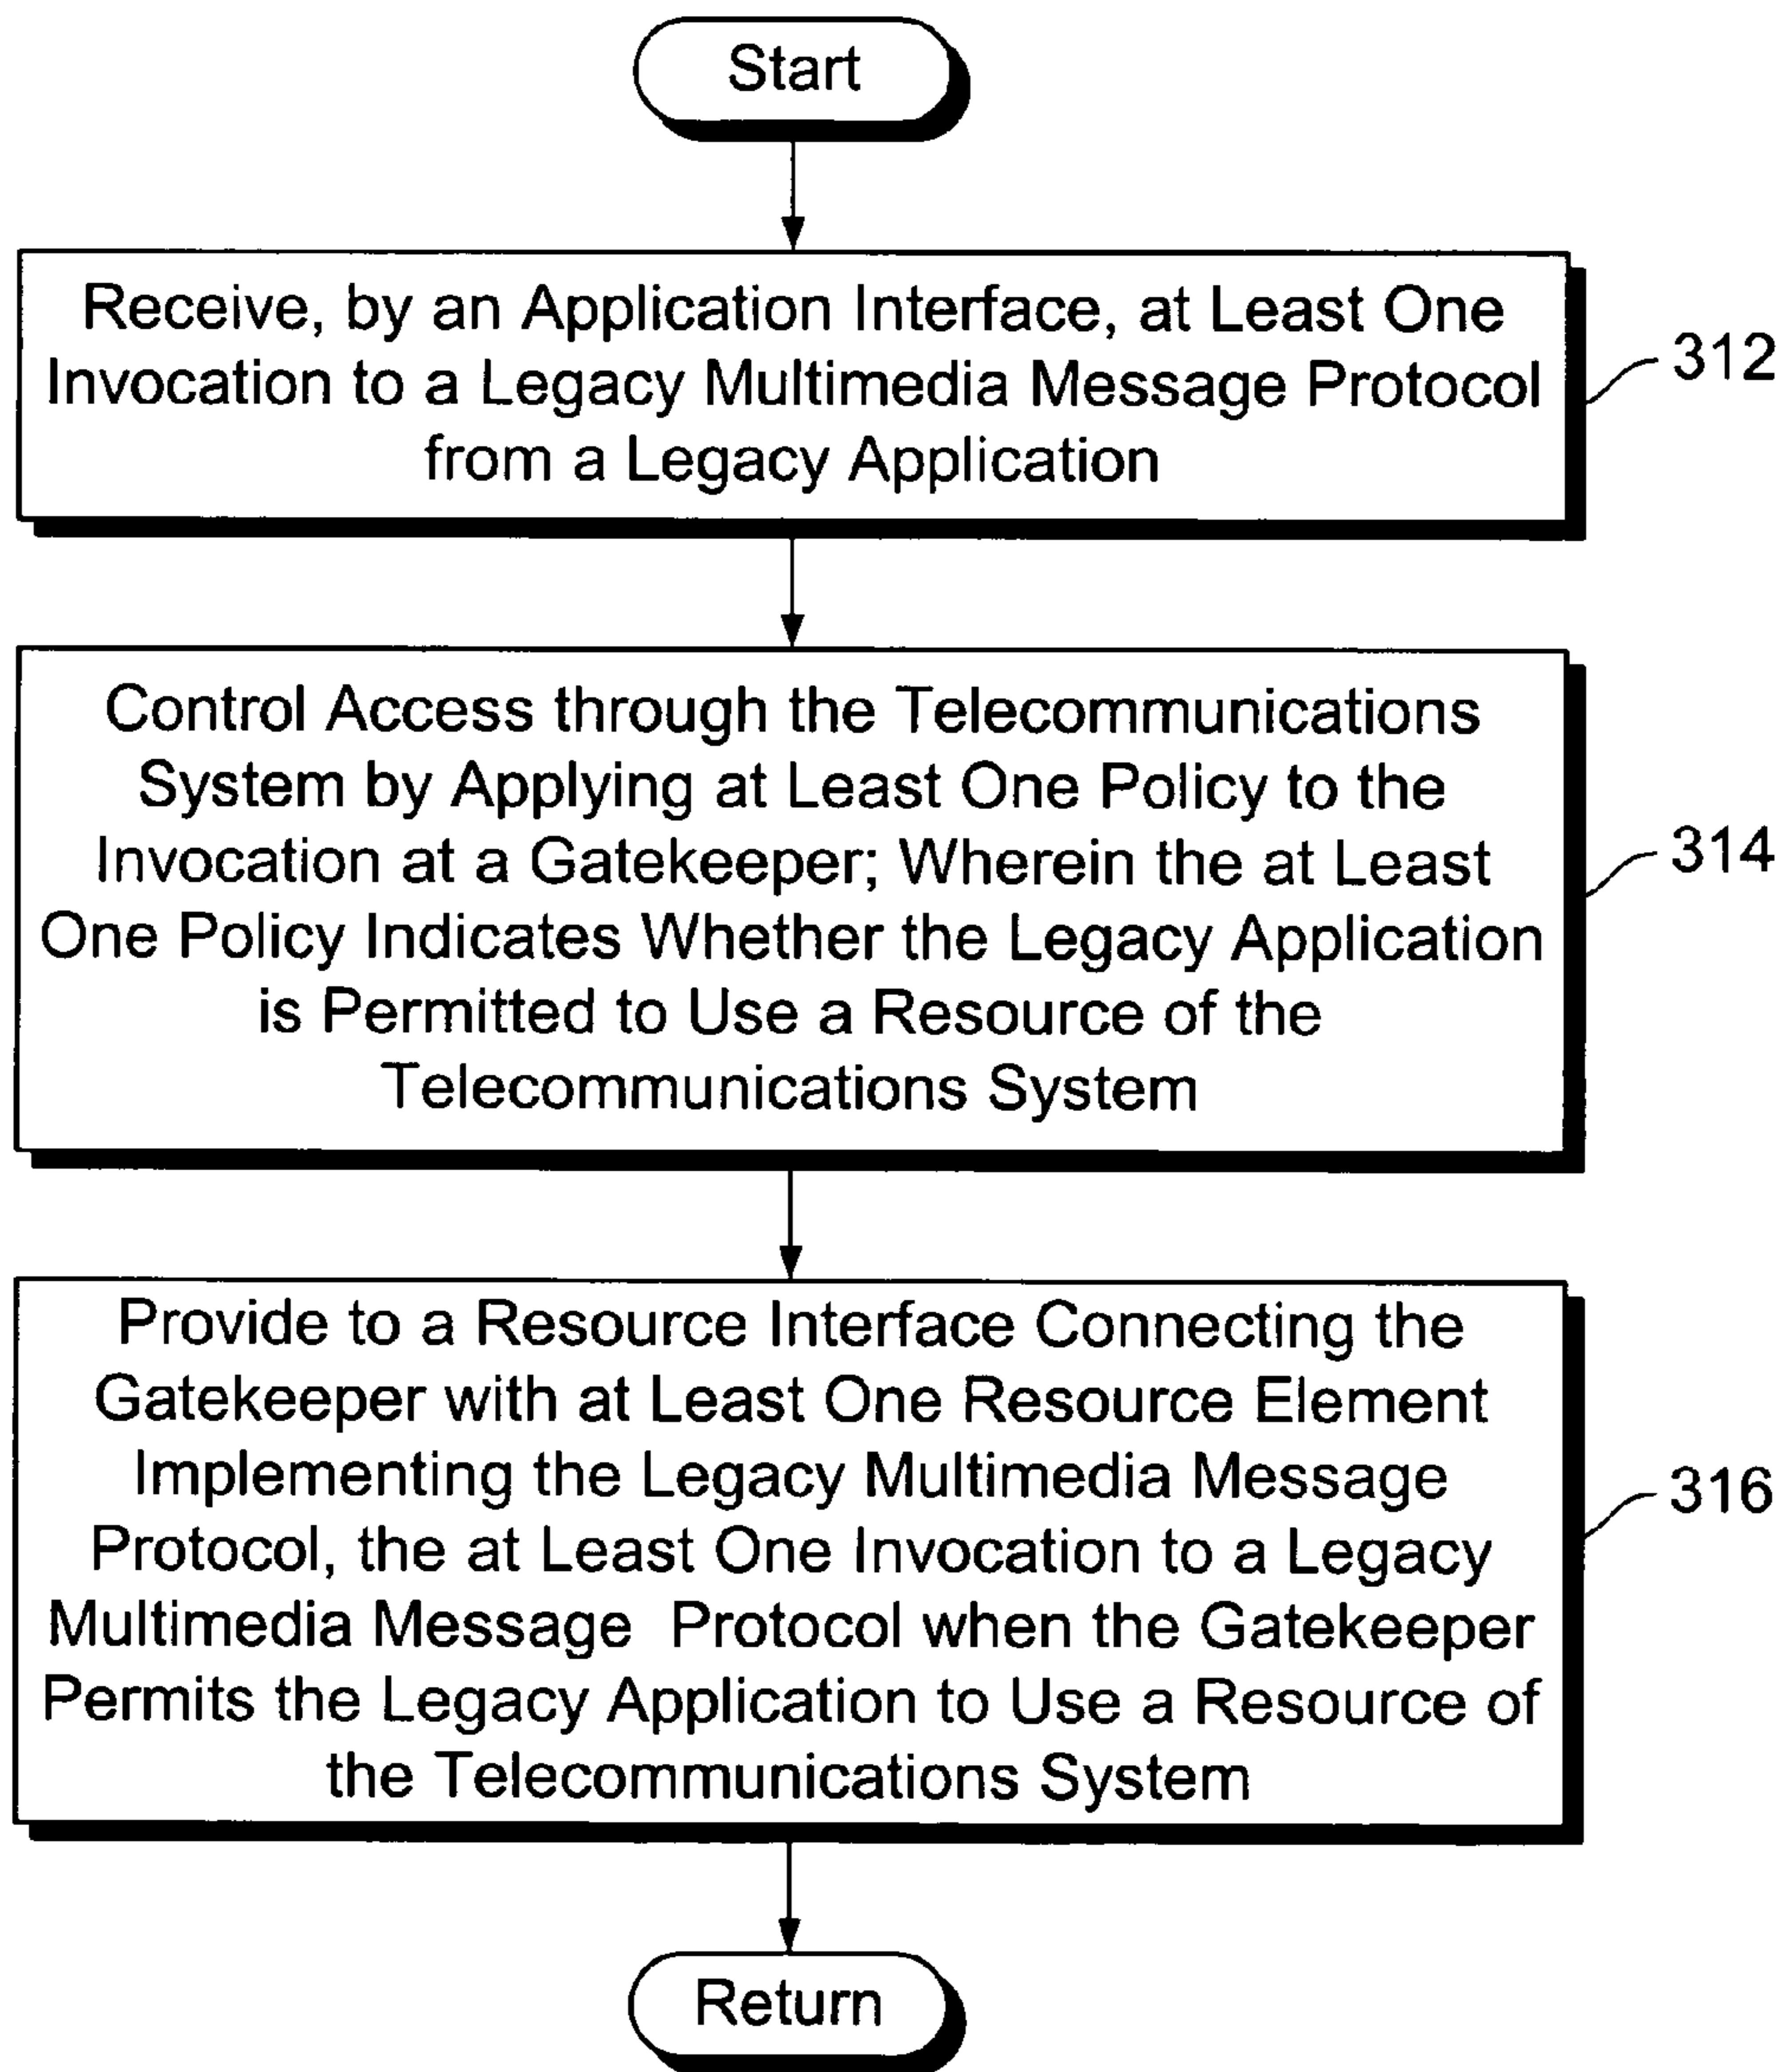 Start
Receive, by an Application Interface, at Least One
Invocation to a Legacy Multimedia Message Protocol
from a Legacy Application
312
Control Access through the Telecommunications
System by Applying at Least One Policy to the
Invocation at a Gatekeeper; Wherein the at Least
One Policy Indicates Whether the Legacy Application
is Permitted to Use a Resource of the
Telecommunications System
314
Provide to a Resource Interface Connecting the
Gatekeeper with at Least One Resource Element
Implementing the Legacy Multimedia Message
Protocol, the at Least One Invocation to a Legacy
Multimedia Message Protocol when the Gatekeeper
Permits the Legacy Application to Use a Resource of
the Telecommunications System
316
Return